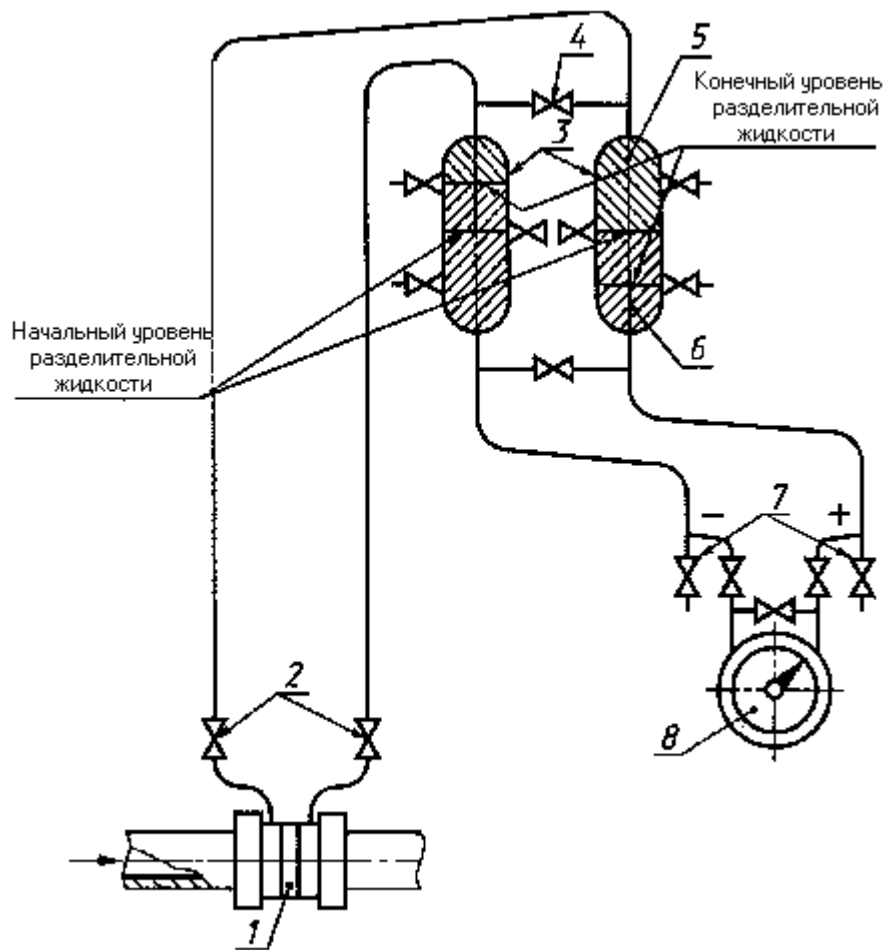 4
5
Конечный уровень
разделительной
жидкости
3
Начальный уровень
разделительной
жидкости
6
7
− +
2
8
1